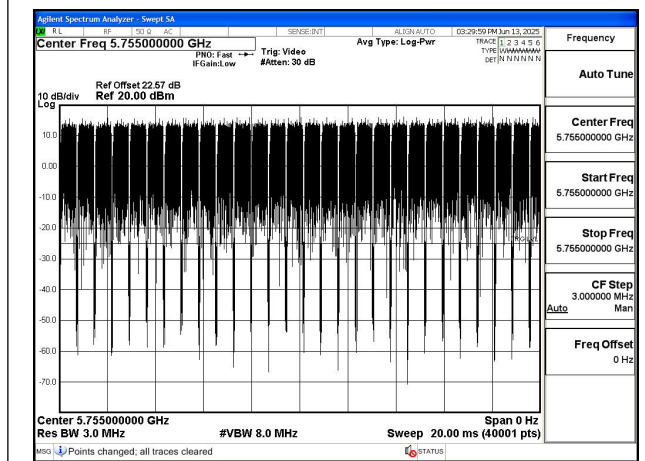 Agilent Spectrum Analyzer - Swept SA
RL RF 50 Ω AC SENSE:INT ALIGN AUTO 03:29:59 PM Jun 13, 2025
Center Freq 5.755000000 GHz
PNO: Fast
IFGain:Low
Trig: Video
#Atten: 30 dB
Avg Type: Log-Pwr
TRACE 1 2 3 4 5 6
TYPE WWWWWW
DET N N N N N N
Ref Offset 22.57 dB
10 dB/div Ref 20.00 dBm
Log
10.0
0.00
-10.0
-20.0
TRIG LVL
-30.0
-40.0
-50.0
-60.0
-70.0
Center 5.755000000 GHz Span 0 Hz
Res BW 3.0 MHz #VBW 8.0 MHz Sweep 20.00 ms (40001 pts)
MSG Points changed; all traces cleared STATUS
Frequency
Auto Tune
Center Freq
5.755000000 GHz
Start Freq
5.755000000 GHz
Stop Freq
5.755000000 GHz
CF Step
3.000000 MHz
Auto Man
Freq Offset
0 Hz